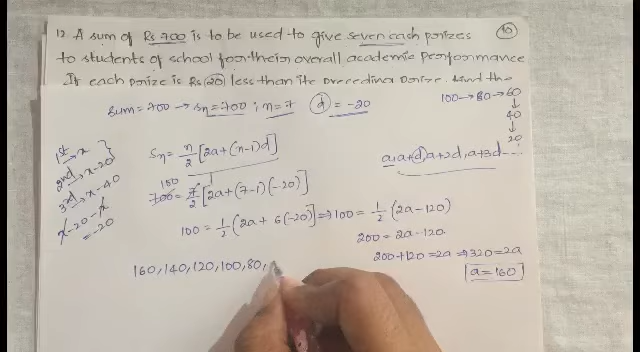 12. A sum of Rs 700 is to be used to give seven cash prizes
10
to students of school for their overall academic performance
If each prize is Rs (20) less than its preceding prize. find the
Sum = 700 → Sn = 700 ; n = 7 d = -20
100 → 80 → 60
↓
40
↓
20
1st → x
2nd → x-20
3rd → x-40
x-20-x
= -20
Sn = n/2 [2a+(n-1)d]
a, a+d, a+2d, a+3d.....
100
700 = 7/2 [2a+(7-1)(-20)]
1
100 = 1/2 (2a + 6(-20)] ⇒ 100 = 1/2 (2a-120)
200 = 2a-120.
200+120 = 2a ⇒ 320 = 2a
a = 160
160, 140, 120, 100, 80,